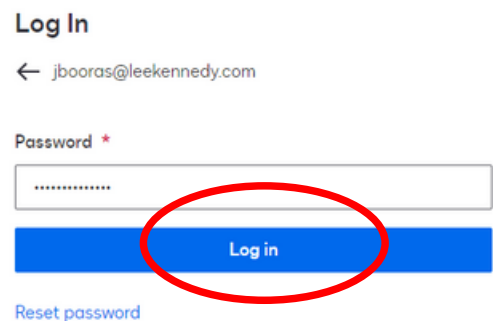 Log In
← jbooras@leekennedy.com
Password *
••••••••••••••
Log in
Reset password